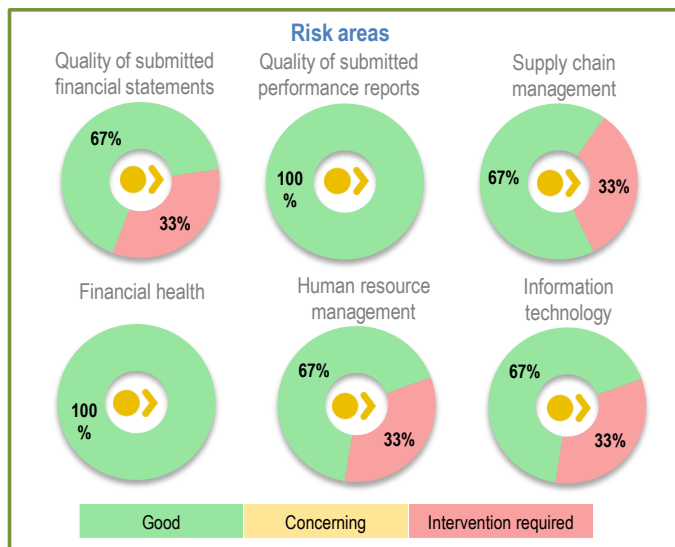 Risk areas
Quality of submitted
financial statements
Quality of submitted
performance reports
Supply chain
management
67%
33%
100
%
67%
33%
Financial health
Human resource
management
Information
technology
100
%
67%
33%
67%
33%
Good
Concerning
Intervention required